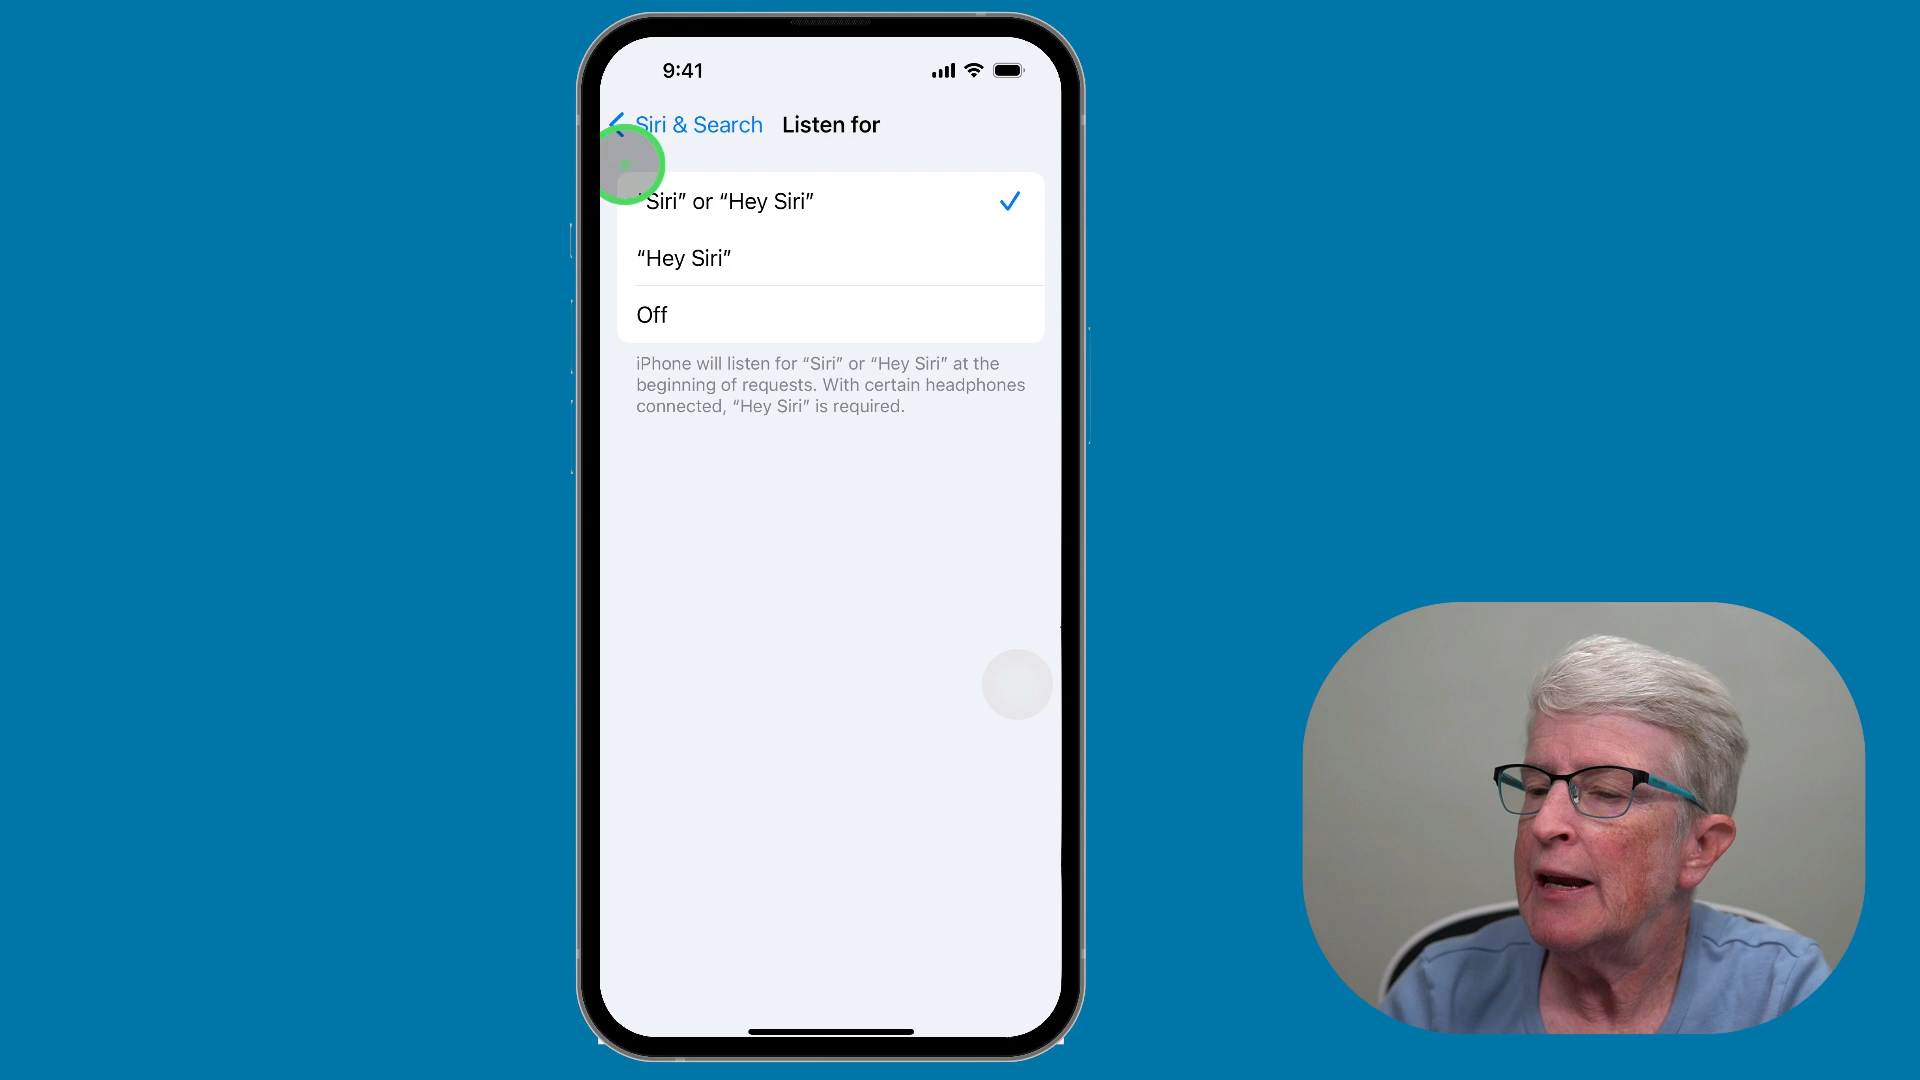 9:41
Siri & Search
Listen for
“Siri” or “Hey Siri”
“Hey Siri”
Off
iPhone will listen for “Siri” or “Hey Siri” at the
beginning of requests. With certain headphones
connected, “Hey Siri” is required.